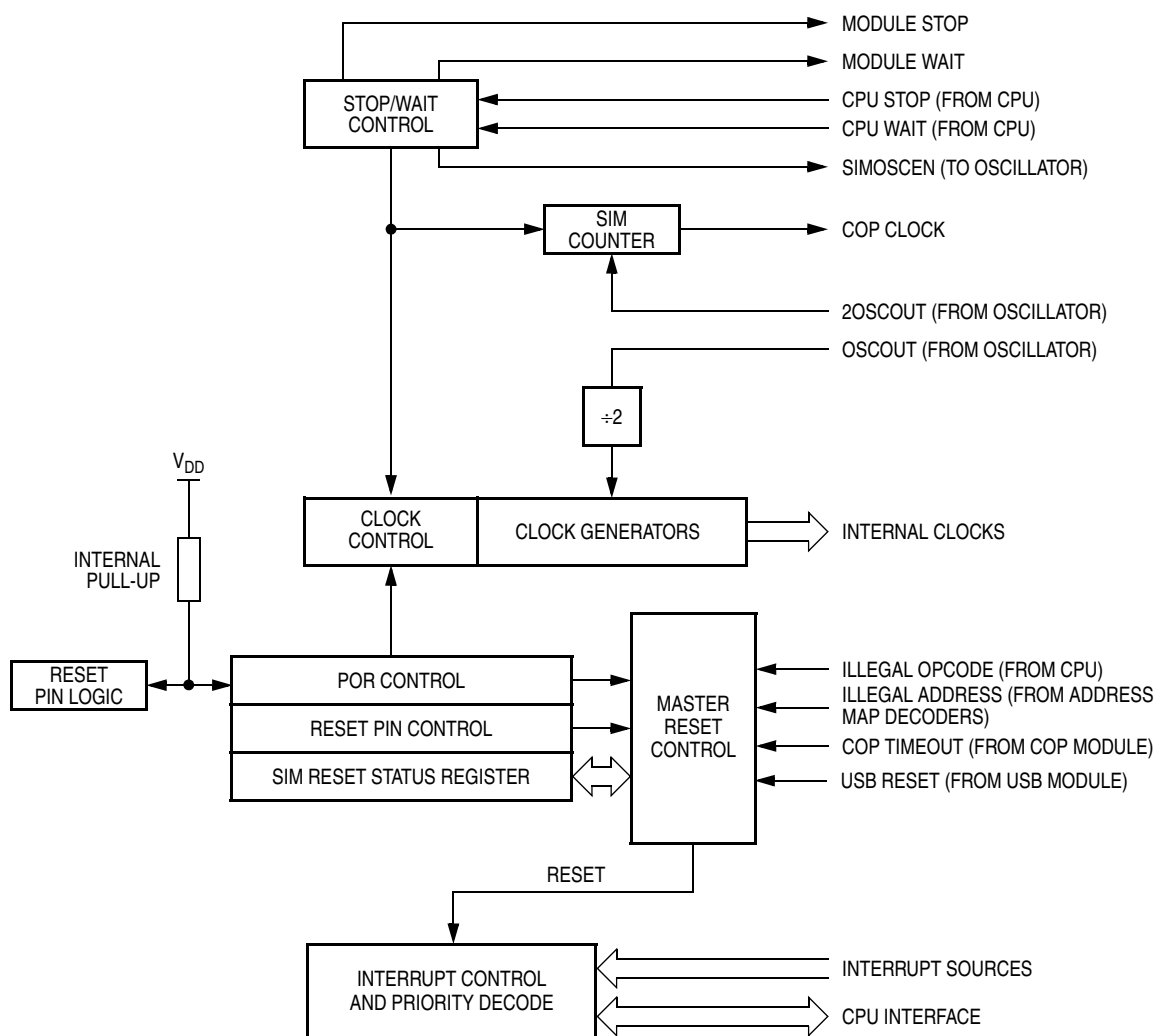 MODULE STOP
MODULE WAIT
STOP/WAIT
CONTROL
CPU STOP (FROM CPU)
CPU WAIT (FROM CPU)
SIMOSCEN (TO OSCILLATOR)
SIM
COUNTER
COP CLOCK
2OSCOUT (FROM OSCILLATOR)
OSCOUT (FROM OSCILLATOR)
÷2
VDD
INTERNAL
PULL-UP
CLOCK
CONTROL
CLOCK GENERATORS
INTERNAL CLOCKS
RESET
PIN LOGIC
POR CONTROL
RESET PIN CONTROL
SIM RESET STATUS REGISTER
MASTER
RESET
CONTROL
ILLEGAL OPCODE (FROM CPU)
ILLEGAL ADDRESS (FROM ADDRESS
MAP DECODERS)
COP TIMEOUT (FROM COP MODULE)
USB RESET (FROM USB MODULE)
RESET
INTERRUPT CONTROL
AND PRIORITY DECODE
INTERRUPT SOURCES
CPU INTERFACE